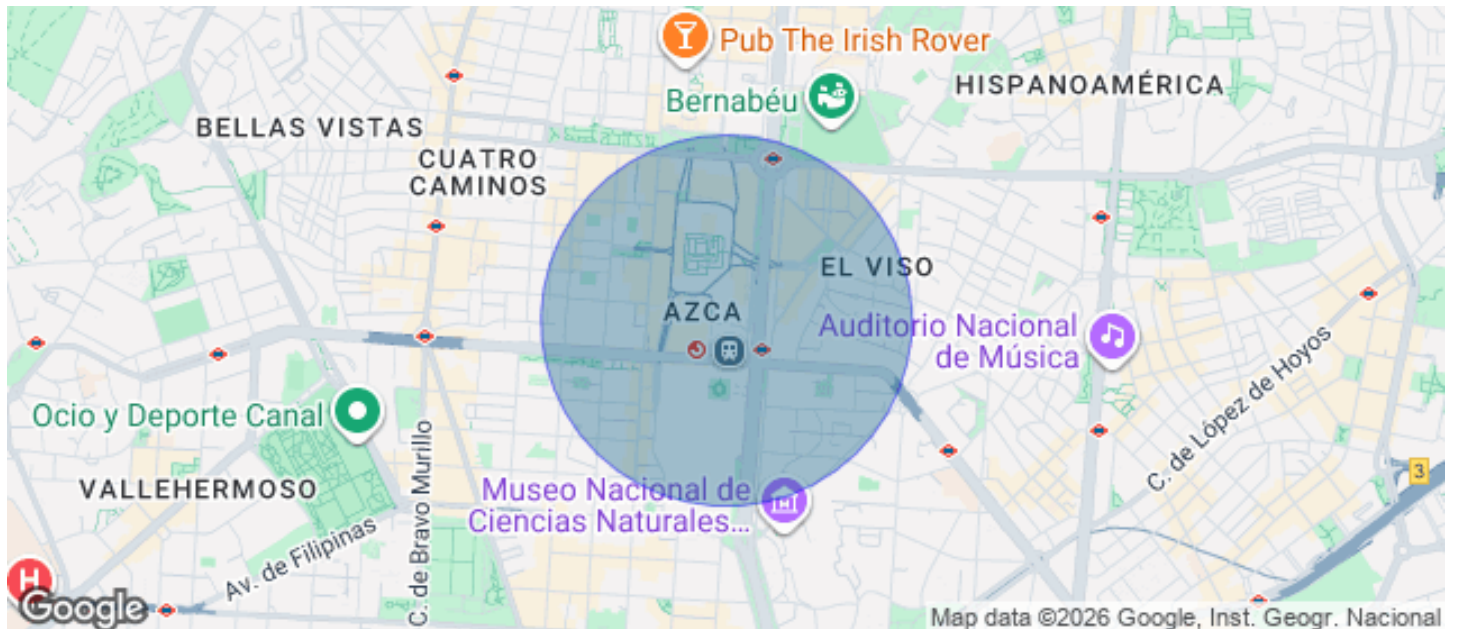 Pub The Irish Rover
Bernabéu
HISPANOAMÉRICA
BELLAS VISTAS
CUATRO
CAMINOS
EL VISO
AZCA
Auditorio Nacional
de Música
Ocio y Deporte Canal
C. de López de Hoyos
3
VALLEHERMOSO
C. de Bravo Murillo
Museo Nacional de
Ciencias Naturales...
Av. de Filipinas
H
Google
Map data ©2026 Google, Inst. Geogr. Nacional